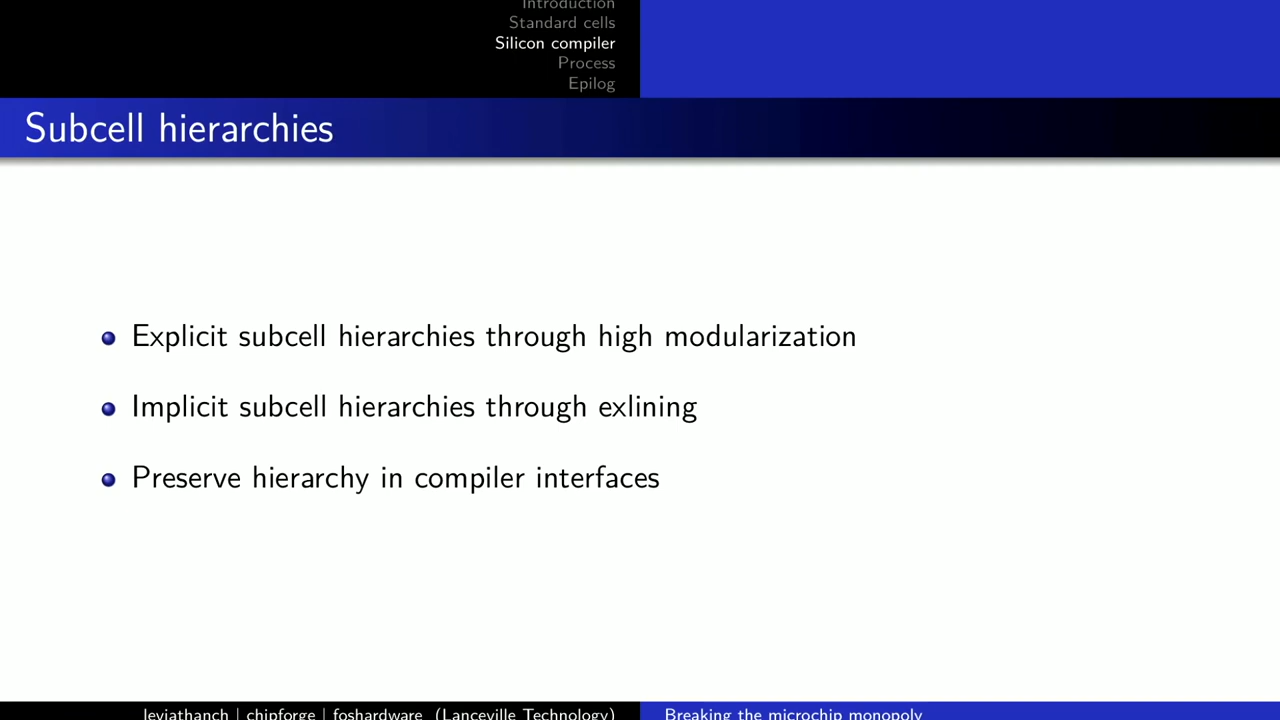 Introduction
Standard cells
Silicon compiler
Process
Epilog
Subcell hierarchies
Explicit subcell hierarchies through high modularization
Implicit subcell hierarchies through exlining
Preserve hierarchy in compiler interfaces
leviathanch | chipforge | foshardware (Lanceville Technology)
Breaking the microchip monopoly